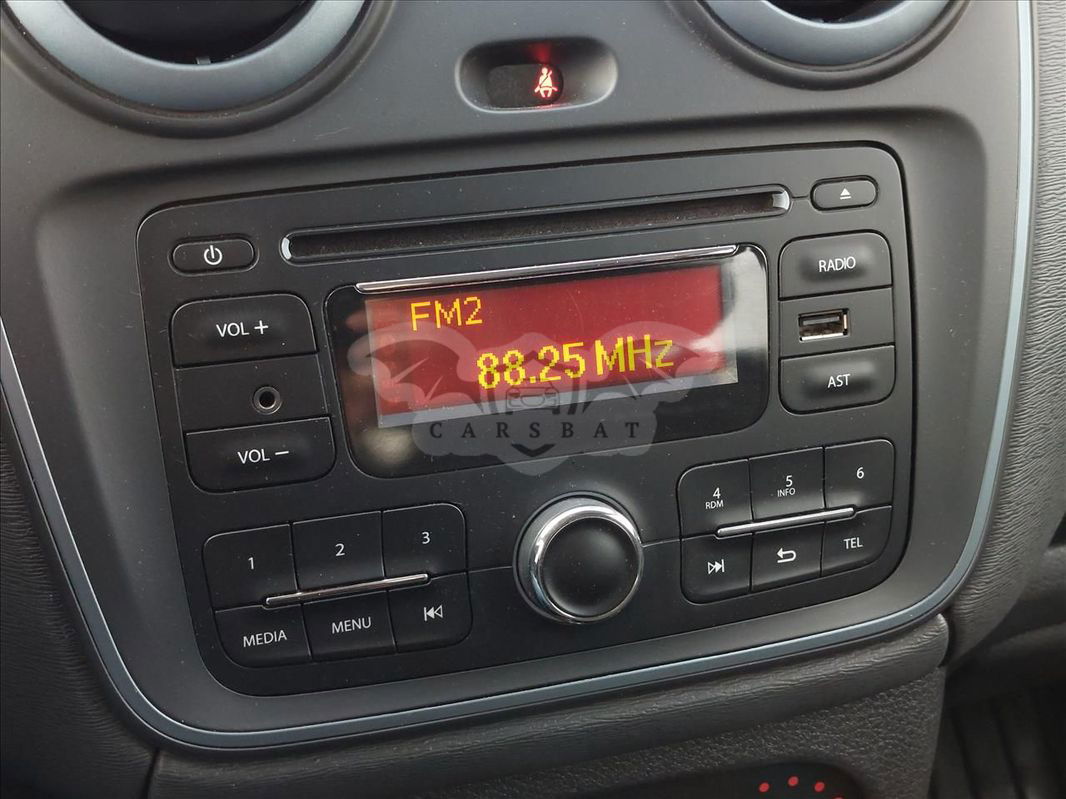 RADIO
VOL +
FM2
88.25 MHz
AST
CARSBAT
VOL −
1
2
3
4
RDM
5
INFO
6
MEDIA
MENU
TEL